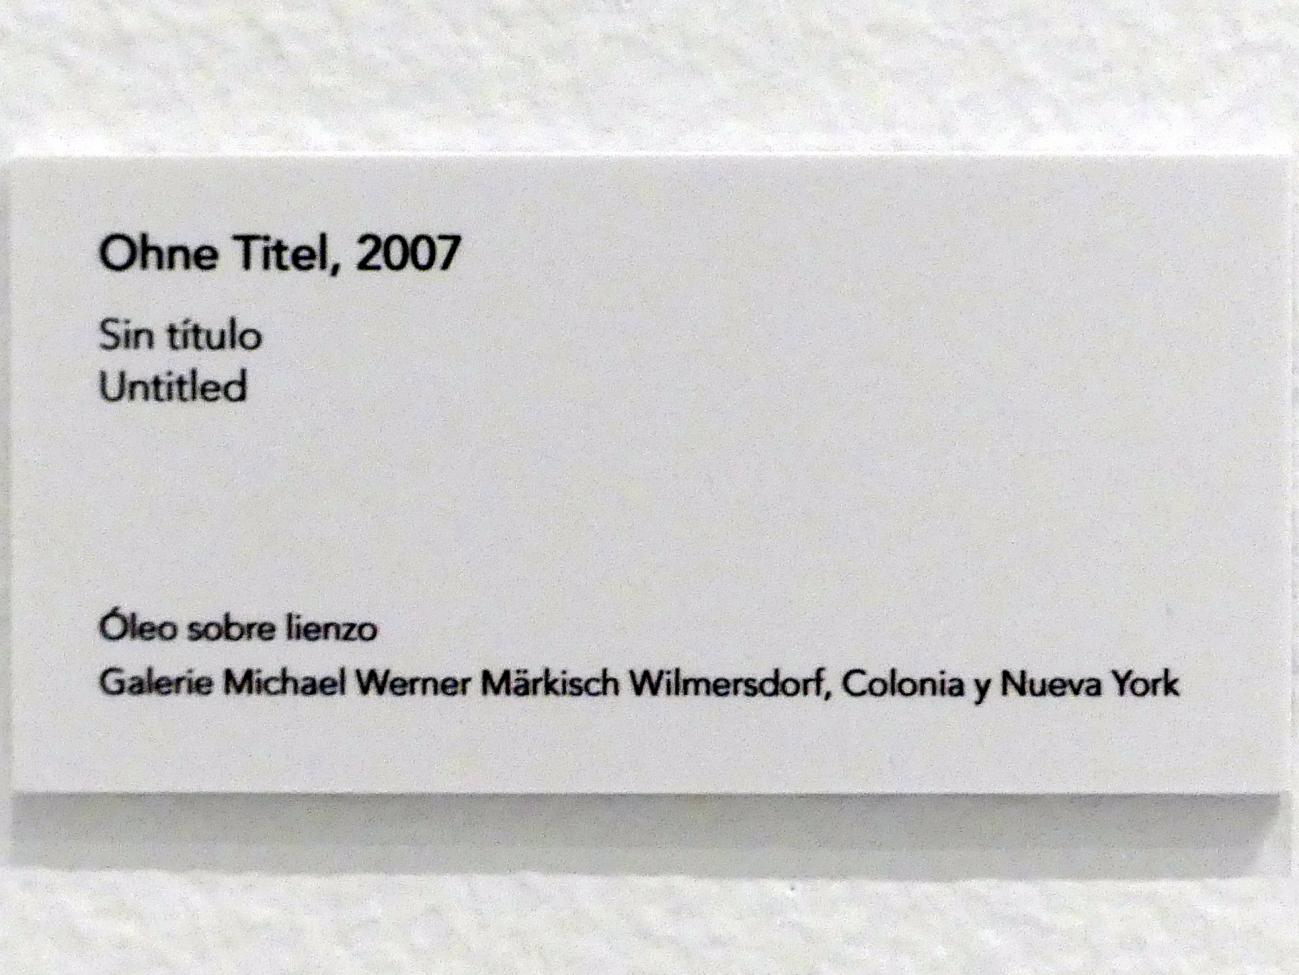 Ohne Titel, 2007
Sin título
Untitled
Óleo sobre lienzo
Galerie Michael Werner Märkisch Wilmersdorf, Colonia y Nueva York